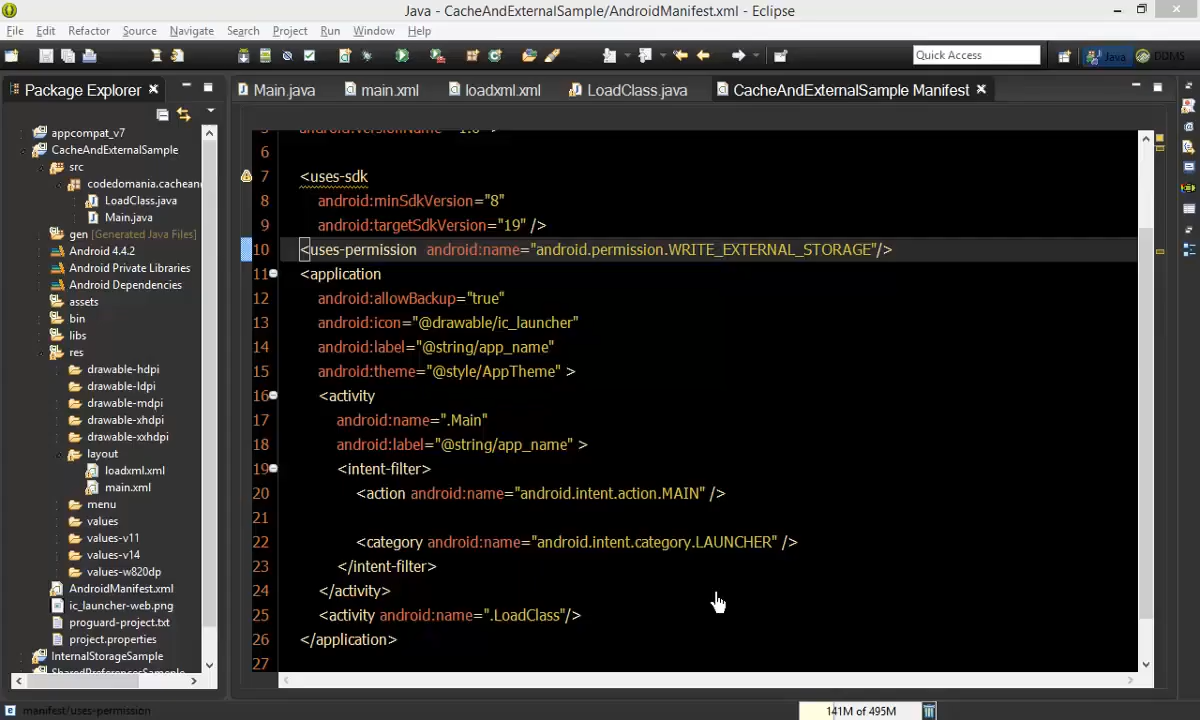 Java - CacheAndExternalSample/AndroidManifest.xml - Eclipse
File Edit Refactor Source Navigate Search Project Run Window Help
Quick Access
Java
DDMS
Package Explorer
Main.java
main.xml
loadxml.xml
LoadClass.java
CacheAndExternalSample Manifest
appcompat_v7
CacheAndExternalSample
src
codedomania.cachean
LoadClass.java
Main.java
gen [Generated Java Files]
Android 4.4.2
Android Private Libraries
Android Dependencies
assets
bin
libs
res
drawable-hdpi
drawable-ldpi
drawable-mdpi
drawable-xhdpi
drawable-xxhdpi
layout
loadxml.xml
main.xml
menu
values
values-v11
values-v14
values-w820dp
AndroidManifest.xml
ic_launcher-web.png
proguard-project.txt
project.properties
InternalStorageSample
SharedPreferencesSample
5 android:versionName="1.0">
6
7 <uses-sdk
8 android:minSdkVersion="8"
9 android:targetSdkVersion="19" />
10 <uses-permission android:name="android.permission.WRITE_EXTERNAL_STORAGE"/>
11 <application
12 android:allowBackup="true"
13 android:icon="@drawable/ic_launcher"
14 android:label="@string/app_name"
15 android:theme="@style/AppTheme" >
16 <activity
17 android:name=".Main"
18 android:label="@string/app_name" >
19 <intent-filter>
20 <action android:name="android.intent.action.MAIN" />
21
22 <category android:name="android.intent.category.LAUNCHER" />
23 </intent-filter>
24 </activity>
25 <activity android:name=".LoadClass"/>
26 </application>
27
manifest/uses-permission
141M of 495M